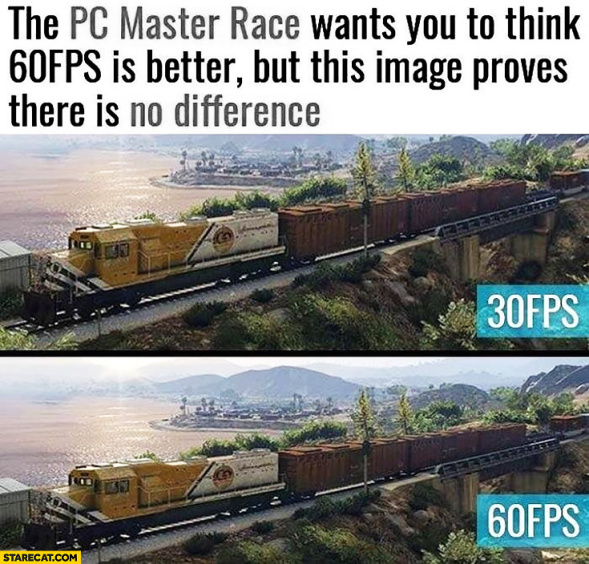 The PC Master Race wants you to think
60FPS is better, but this image proves
there is no difference
30FPS
60FPS
STARECAT.COM